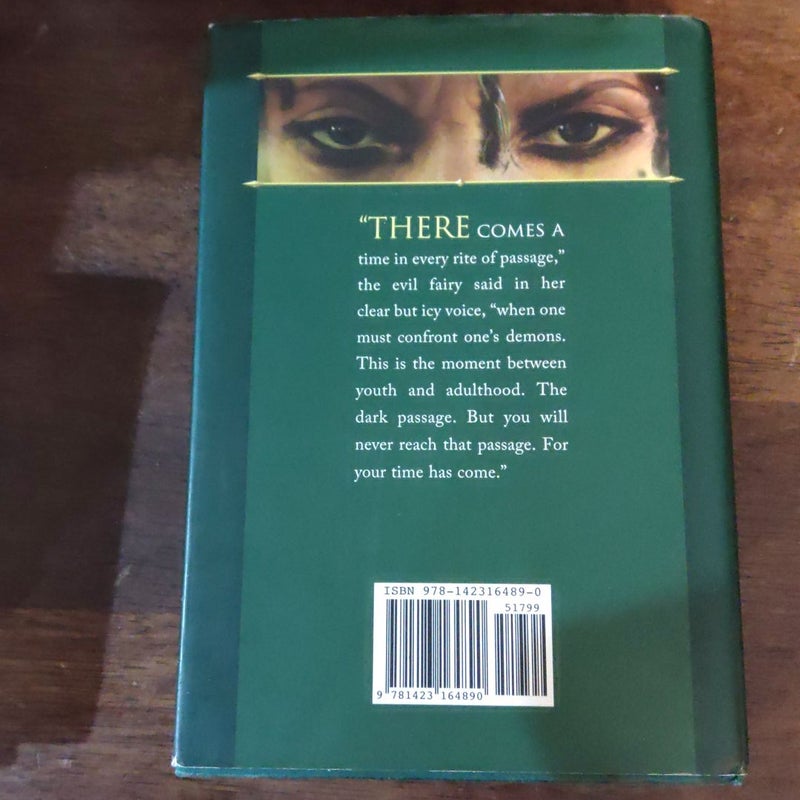 “THERE COMES A
time in every rite of passage,”
the evil fairy said in her
clear but icy voice, “when one
must confront one’s demons.
This is the moment between
youth and adulthood. The
dark passage. But you will
never reach that passage. For
your time has come.”
ISBN 978-142316489-0
51799
9 781423 164890